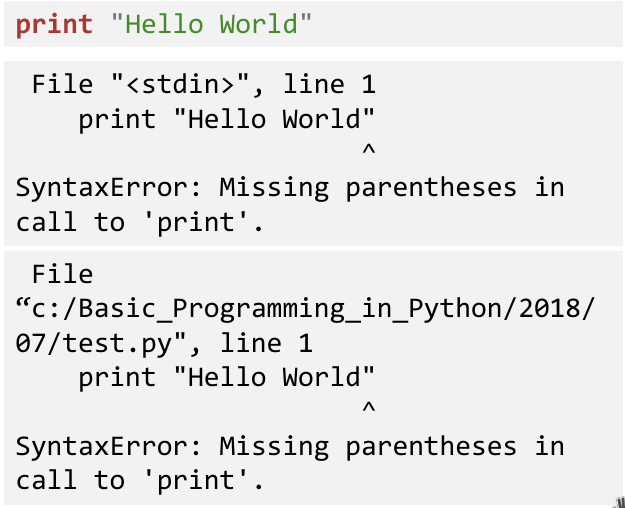 print "Hello World"
File "<stdin>", line 1
print "Hello World"
^
SyntaxError: Missing parentheses in
call to 'print'.
File
“c:/Basic_Programming_in_Python/2018/
07/test.py", line 1
print "Hello World"
^
SyntaxError: Missing parentheses in
call to 'print'.